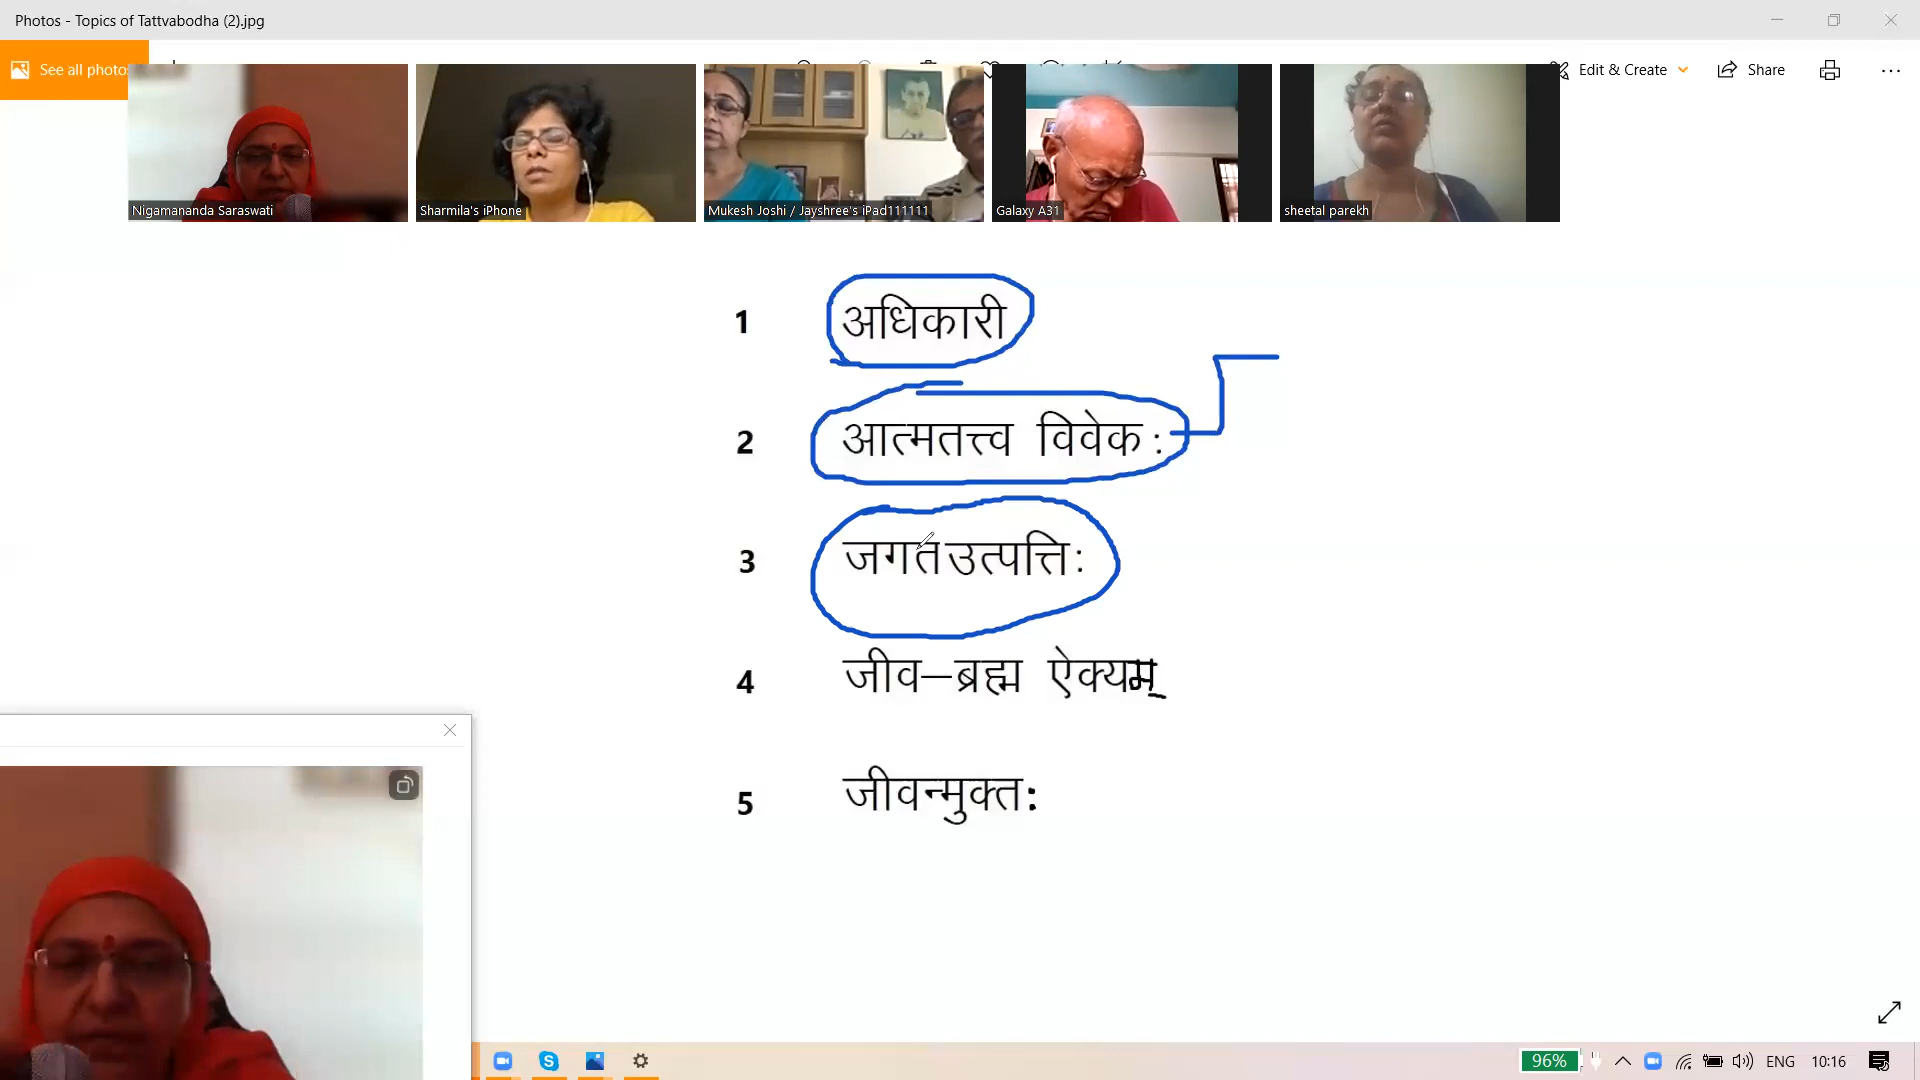 Photos - Topics of Tattvabodha (2).jpg
See all photos
Edit & Create
Share
Nigamananda Saraswati
Sharmila's iPhone
Mukesh Joshi / Jayshree's iPad111111
Galaxy A31
sheetal parekh
1 अधिकारी
2 आत्मतत्त्व विवेक:
3 जगत उत्पत्ति:
4 जीव–ब्रह्म ऐक्यम्
5 जीवन्मुक्त:
96% ENG 10:16